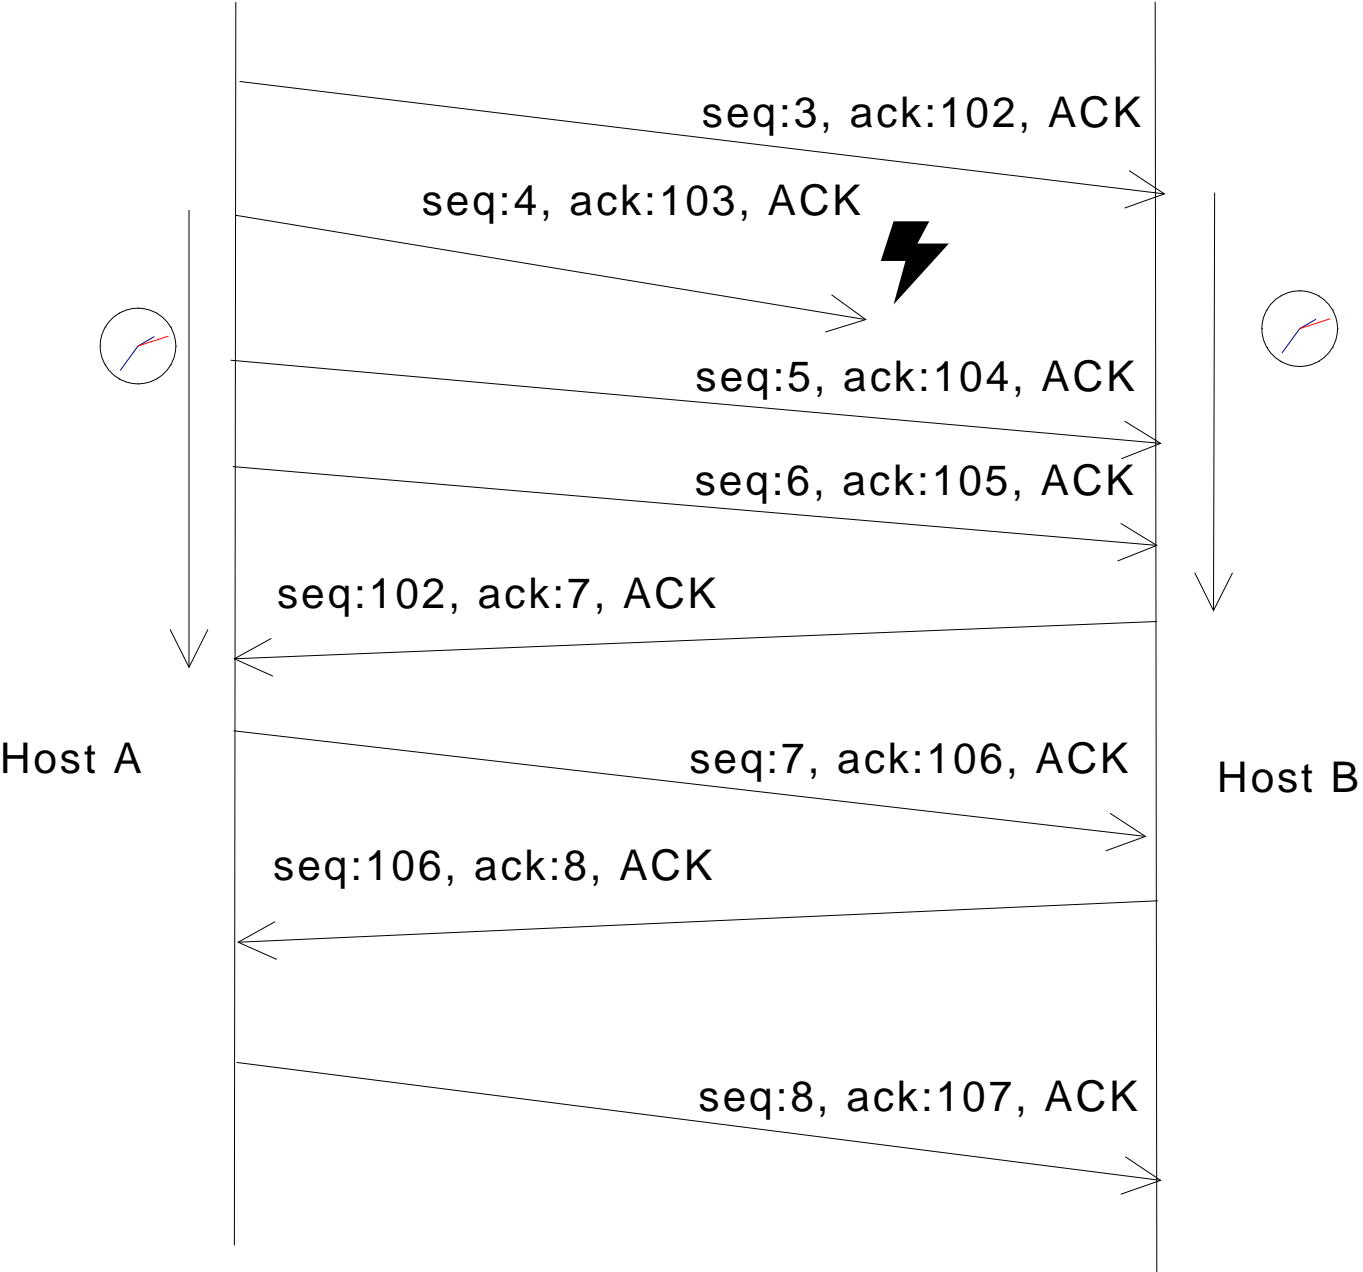 seq:3, ack:102, ACK
seq:4, ack:103, ACK
seq:5, ack:104, ACK
seq:6, ack:105, ACK
seq:102, ack:7, ACK
Host A
seq:7, ack:106, ACK
Host B
seq:106, ack:8, ACK
seq:8, ack:107, ACK